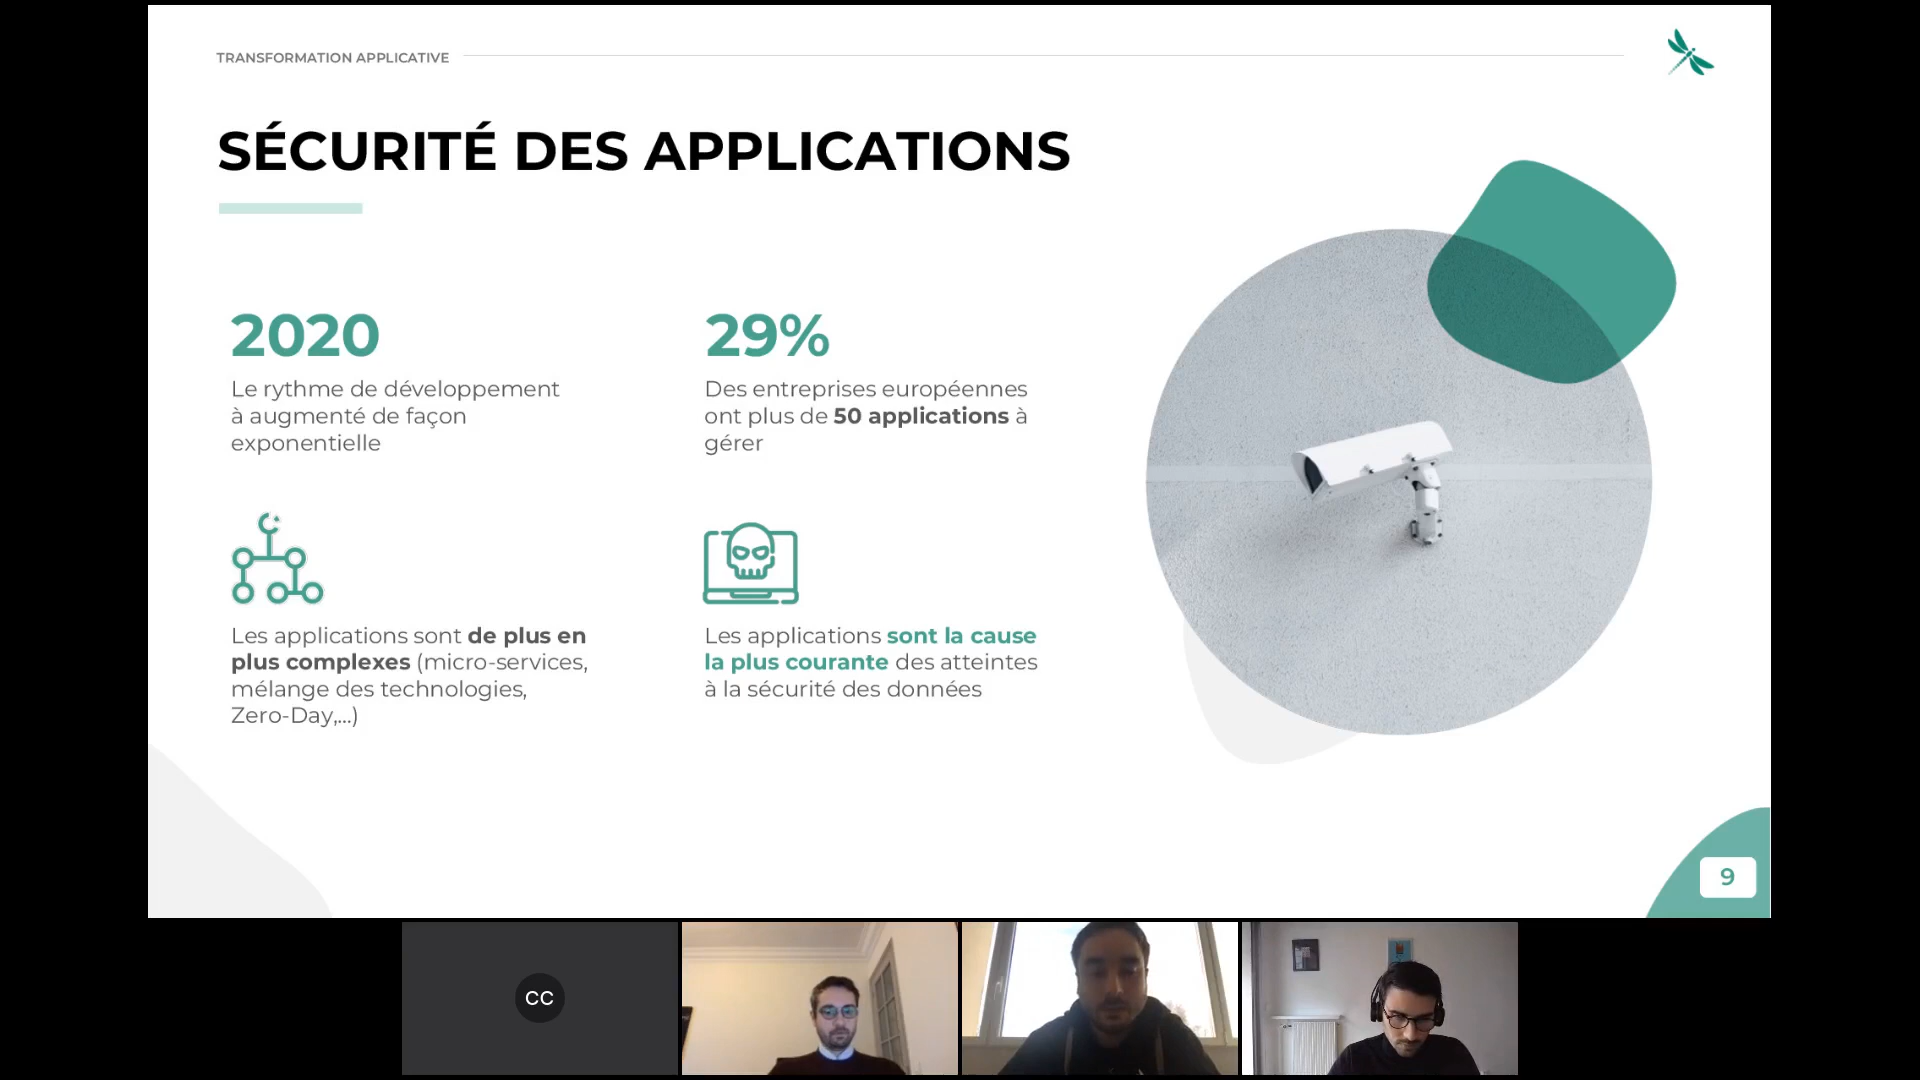 TRANSFORMATION APPLICATIVE
SÉCURITÉ DES APPLICATIONS
2020
Le rythme de développement
à augmenté de façon
exponentielle
29%
Des entreprises européennes
ont plus de 50 applications à
gérer
Les applications sont de plus en
plus complexes (micro-services,
mélange des technologies,
Zero-Day,...)
Les applications sont la cause
la plus courante des atteintes
à la sécurité des données
9
CC